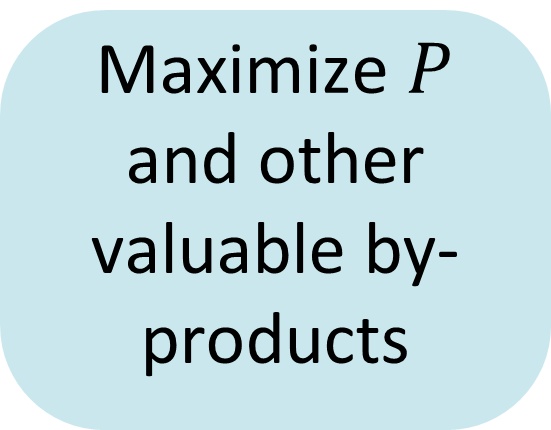 Maximize P
and other
valuable by-
products